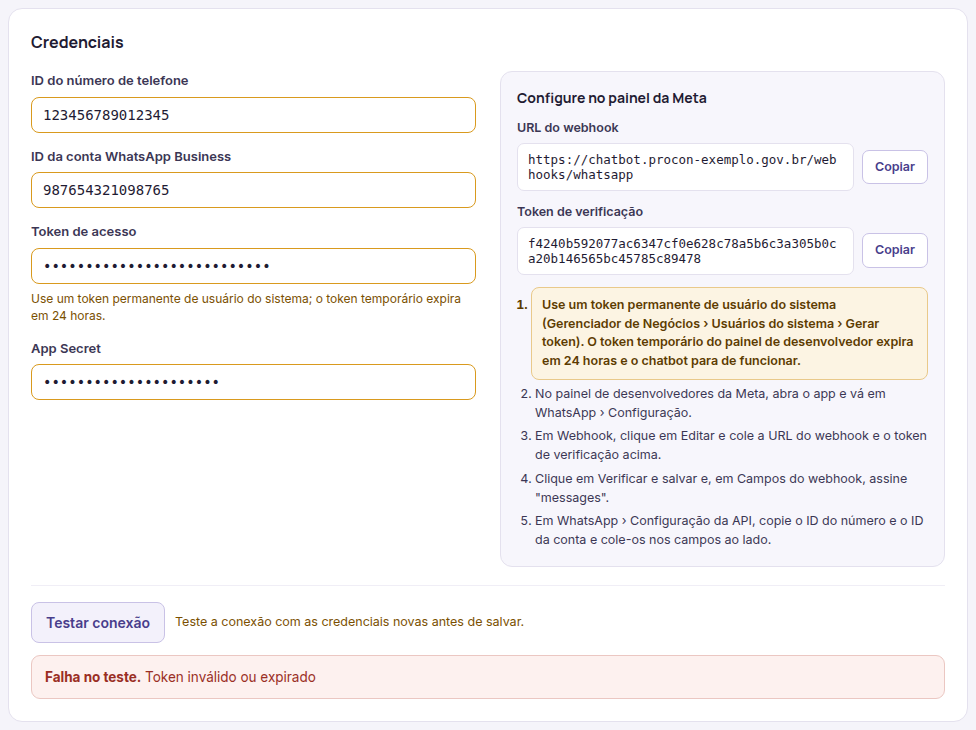 Credenciais
ID do número de telefone
123456789012345
ID da conta WhatsApp Business
987654321098765
Token de acesso
•••••••••••••••••••••••••••
Use um token permanente de usuário do sistema; o token temporário expira
em 24 horas.
App Secret
•••••••••••••••••••••
Configure no painel da Meta
URL do webhook
https://chatbot.procon-exemplo.gov.br/web
hooks/whatsapp
Copiar
Token de verificação
f4240b592077ac6347cf0e628c78a5b6c3a305b0c
a20b146565bc45785c89478
Copiar
1. Use um token permanente de usuário do sistema
(Gerenciador de Negócios › Usuários do sistema › Gerar
token). O token temporário do painel de desenvolvedor expira
em 24 horas e o chatbot para de funcionar.
2. No painel de desenvolvedores da Meta, abra o app e vá em
WhatsApp › Configuração.
3. Em Webhook, clique em Editar e cole a URL do webhook e o token
de verificação acima.
4. Clique em Verificar e salvar e, em Campos do webhook, assine
"messages".
5. Em WhatsApp › Configuração da API, copie o ID do número e o ID
da conta e cole-os nos campos ao lado.
Testar conexão
Teste a conexão com as credenciais novas antes de salvar.
Falha no teste. Token inválido ou expirado